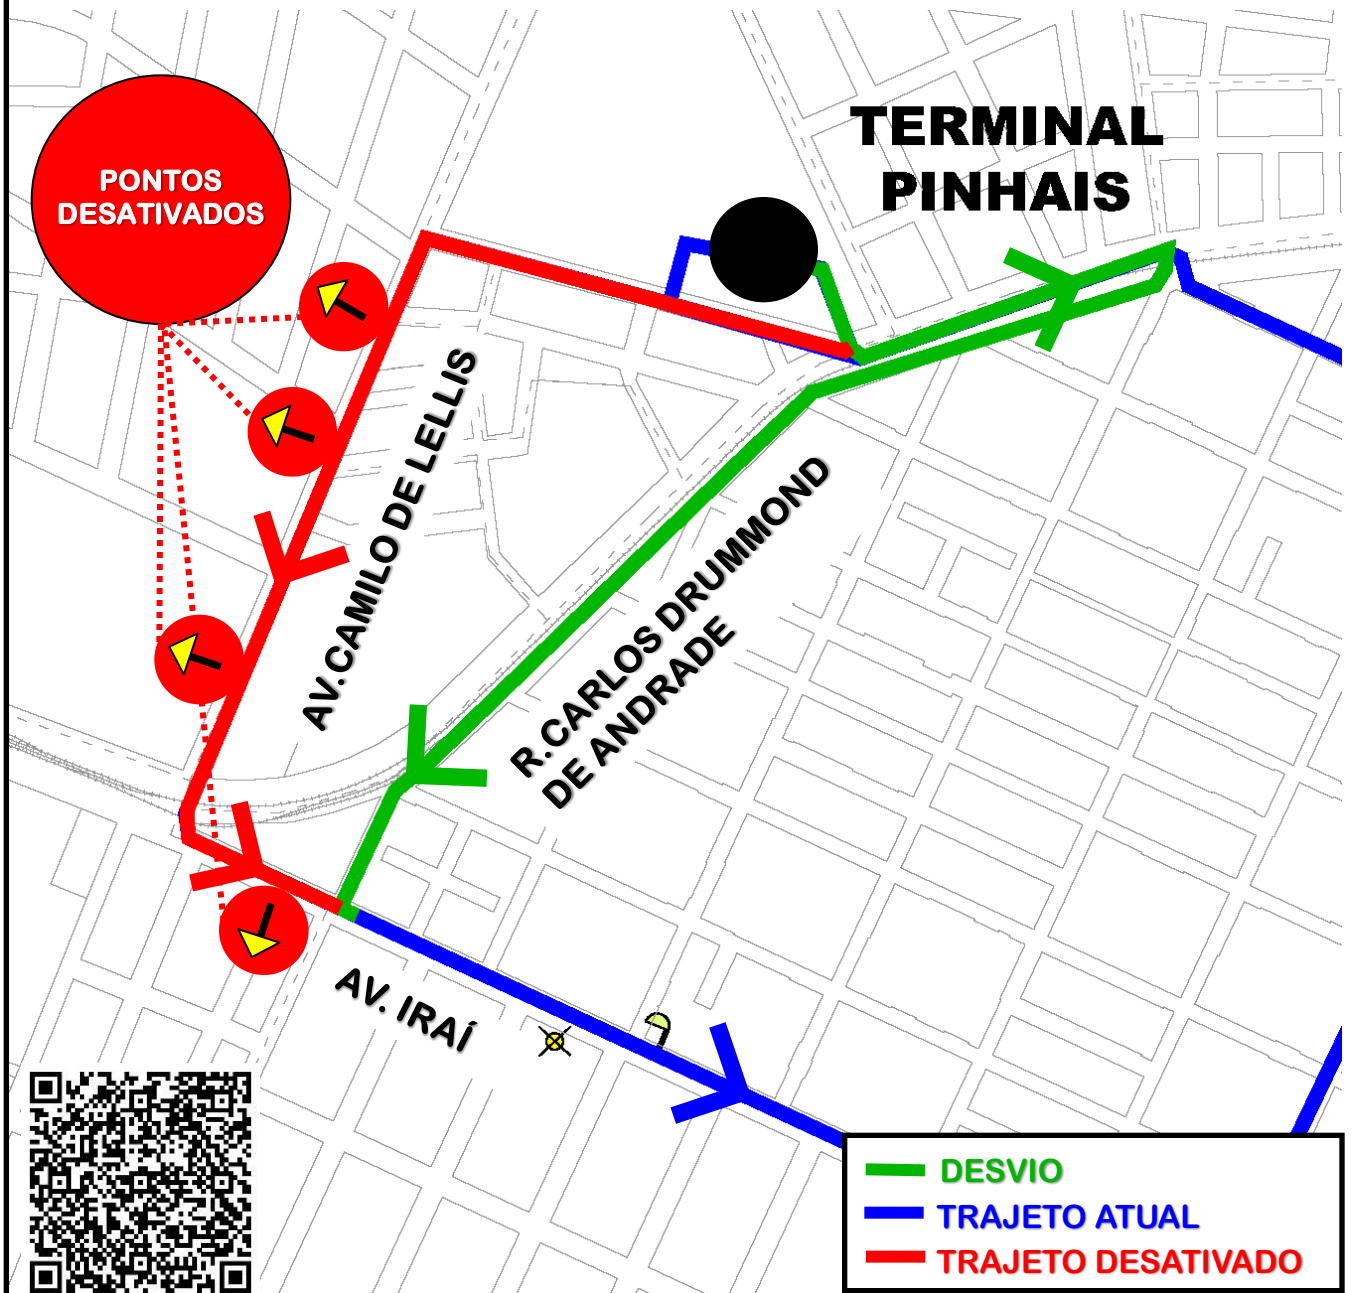 TERMINAL
PINHAIS
PONTOS
DESATIVADOS
AV.CAMILO DE LELLIS
R.CARLOS DRUMMOND
DE ANDRADE
AV. IRAÍ
DESVIO
TRAJETO ATUAL
TRAJETO DESATIVADO